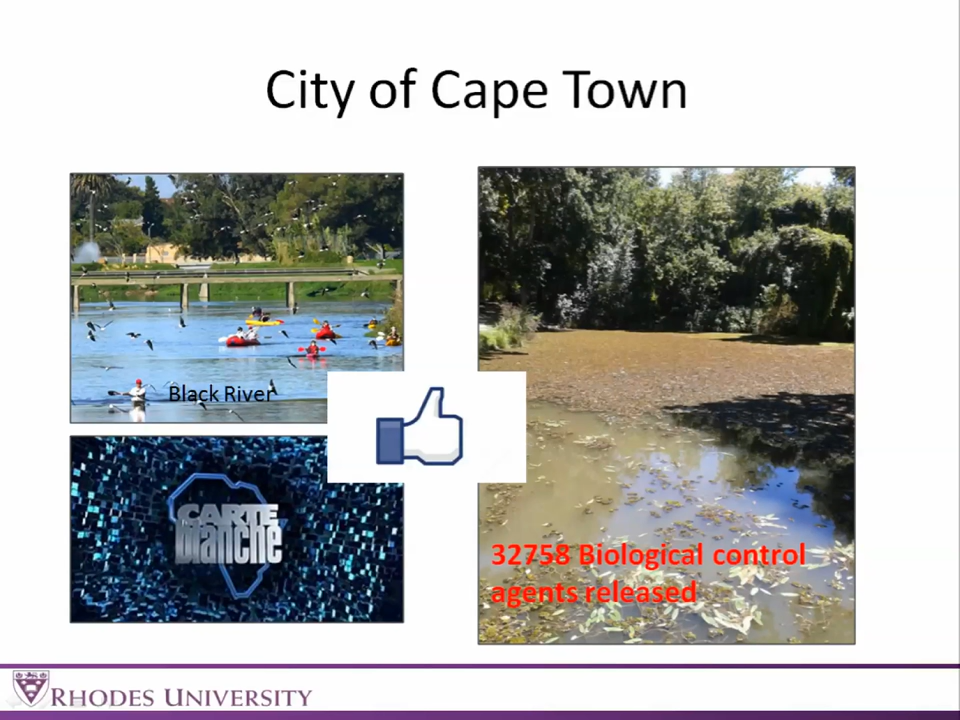 City of Cape Town
Black River
CARTE
blanche
32758 Biological control
agents released
RHODES UNIVERSITY